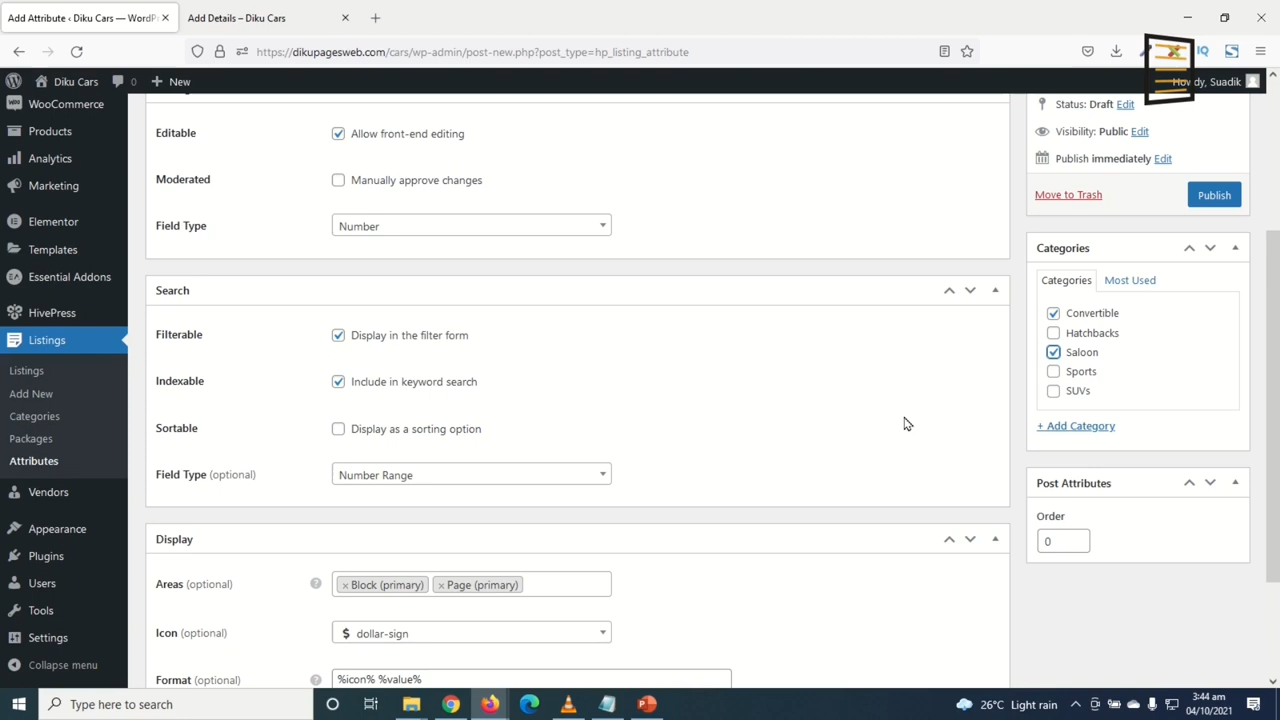 Add Attribute ‹ Diku Cars — WordPr
Add Details – Diku Cars
https://dikupagesweb.com/cars/wp-admin/post-new.php?post_type=hp_listing_attribute
IQ
Diku Cars
0
New
Howdy, Suadik
WooCommerce
Products
Analytics
Marketing
Elementor
Templates
Essential Addons
HivePress
Listings
Listings
Add New
Categories
Packages
Attributes
Vendors
Appearance
Plugins
Users
Tools
Settings
Collapse menu
Editable
Allow front-end editing
Moderated
Manually approve changes
Field Type
Number
Search
Filterable
Display in the filter form
Indexable
Include in keyword search
Sortable
Display as a sorting option
Field Type (optional)
Number Range
Display
Areas (optional)
× Block (primary) × Page (primary)
Icon (optional)
$ dollar-sign
Format (optional)
%icon% %value%
Status: Draft Edit
Visibility: Public Edit
Publish immediately Edit
Move to Trash
Publish
Categories
Categories
Most Used
Convertible
Hatchbacks
Saloon
Sports
SUVs
+ Add Category
Post Attributes
Order
0
Type here to search
26°C Light rain
3:44 am
04/10/2021